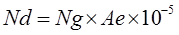 Nd = Ng × Ae × 10⁻⁵